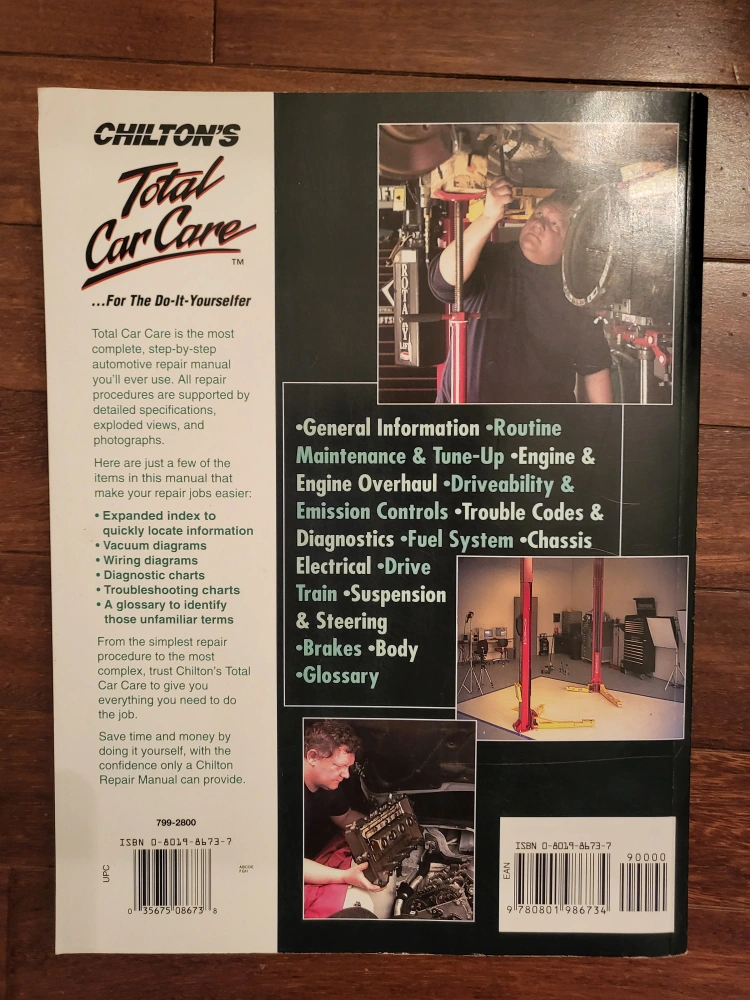 CHILTON'S
Total
Car Care
TM
...For The Do-It-Yourselfer
Total Car Care is the most
complete, step-by-step
automotive repair manual
you'll ever use. All repair
procedures are supported by
detailed specifications,
exploded views, and
photographs.
Here are just a few of the
items in this manual that
make your repair jobs easier:
• Expanded index to
quickly locate information
• Vacuum diagrams
• Wiring diagrams
• Diagnostic charts
• Troubleshooting charts
• A glossary to identify
those unfamiliar terms
From the simplest repair
procedure to the most
complex, trust Chilton's Total
Car Care to give you
everything you need to do
the job.
Save time and money by
doing it yourself, with the
confidence only a Chilton
Repair Manual can provide.
799-2800
ISBN 0-8019-8673-7
UPC
0 35675 08673 8
ROTARY
LIFT
•General Information •Routine
Maintenance & Tune-Up •Engine &
Engine Overhaul •Driveability &
Emission Controls •Trouble Codes &
Diagnostics •Fuel System •Chassis
Electrical •Drive
Train •Suspension
& Steering
•Brakes •Body
•Glossary
ISBN 0-8019-8673-7
90000
EAN
9 780801 986734